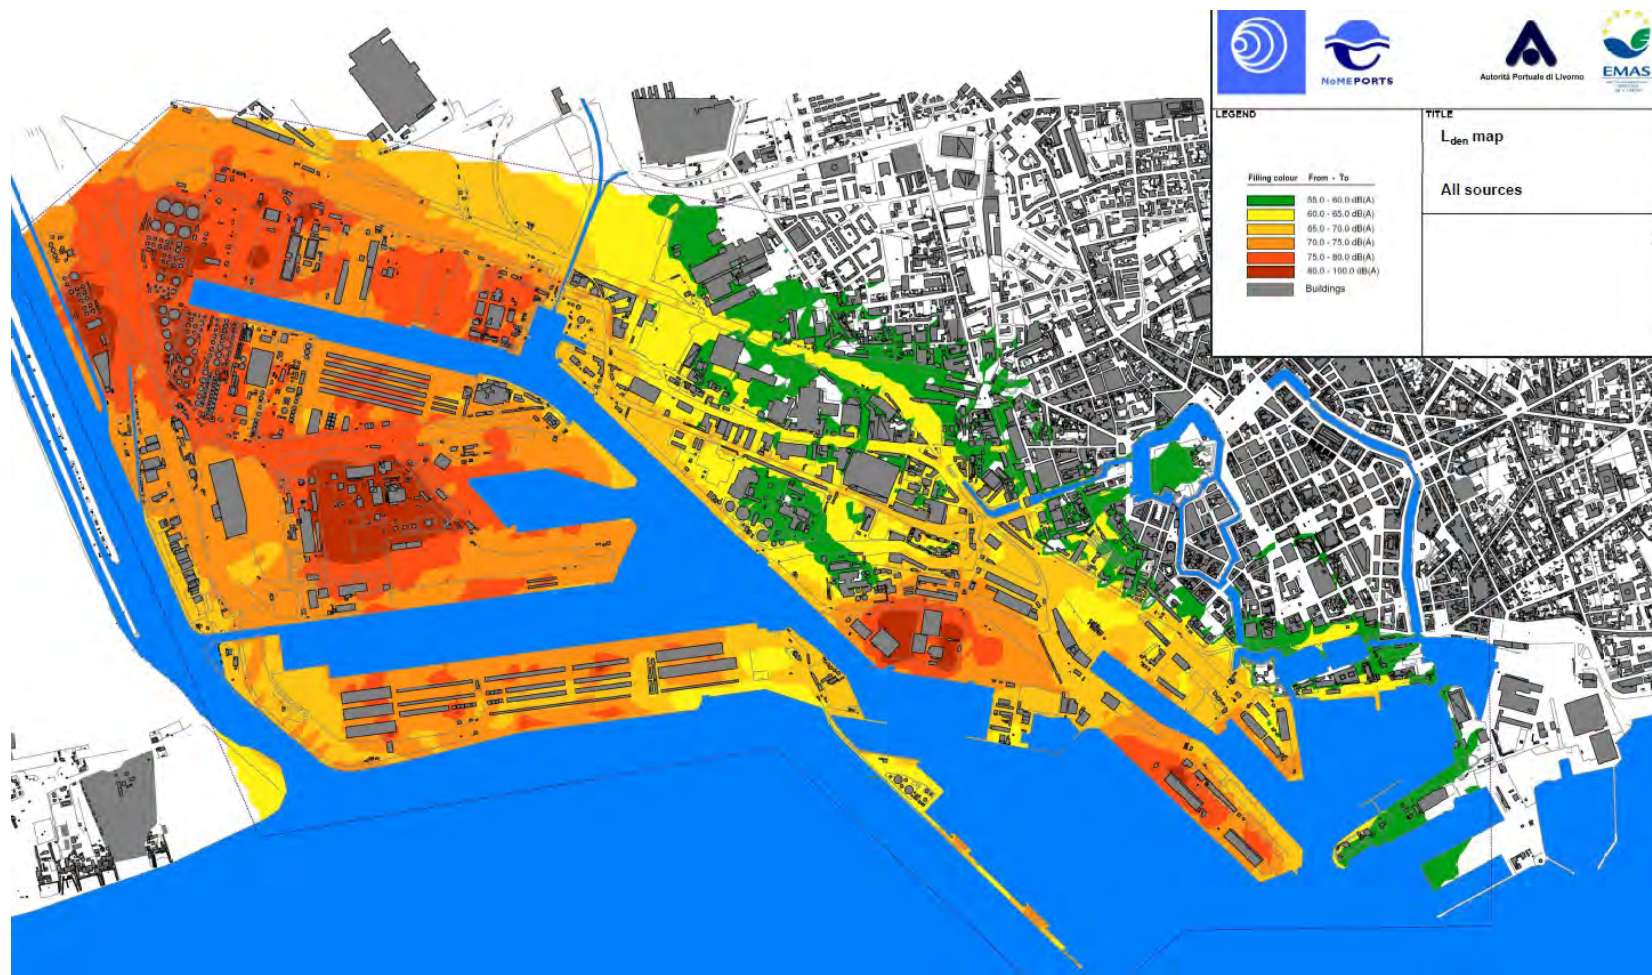 NoMEPORTS
Autorità Portuale di Livorno
EMAS
LEGEND
TITLE
Lden map
All sources
Filling colour From - To
55.0 - 60.0 dB(A)
60.0 - 65.0 dB(A)
65.0 - 70.0 dB(A)
70.0 - 75.0 dB(A)
75.0 - 80.0 dB(A)
80.0 - 100.0 dB(A)
Buildings